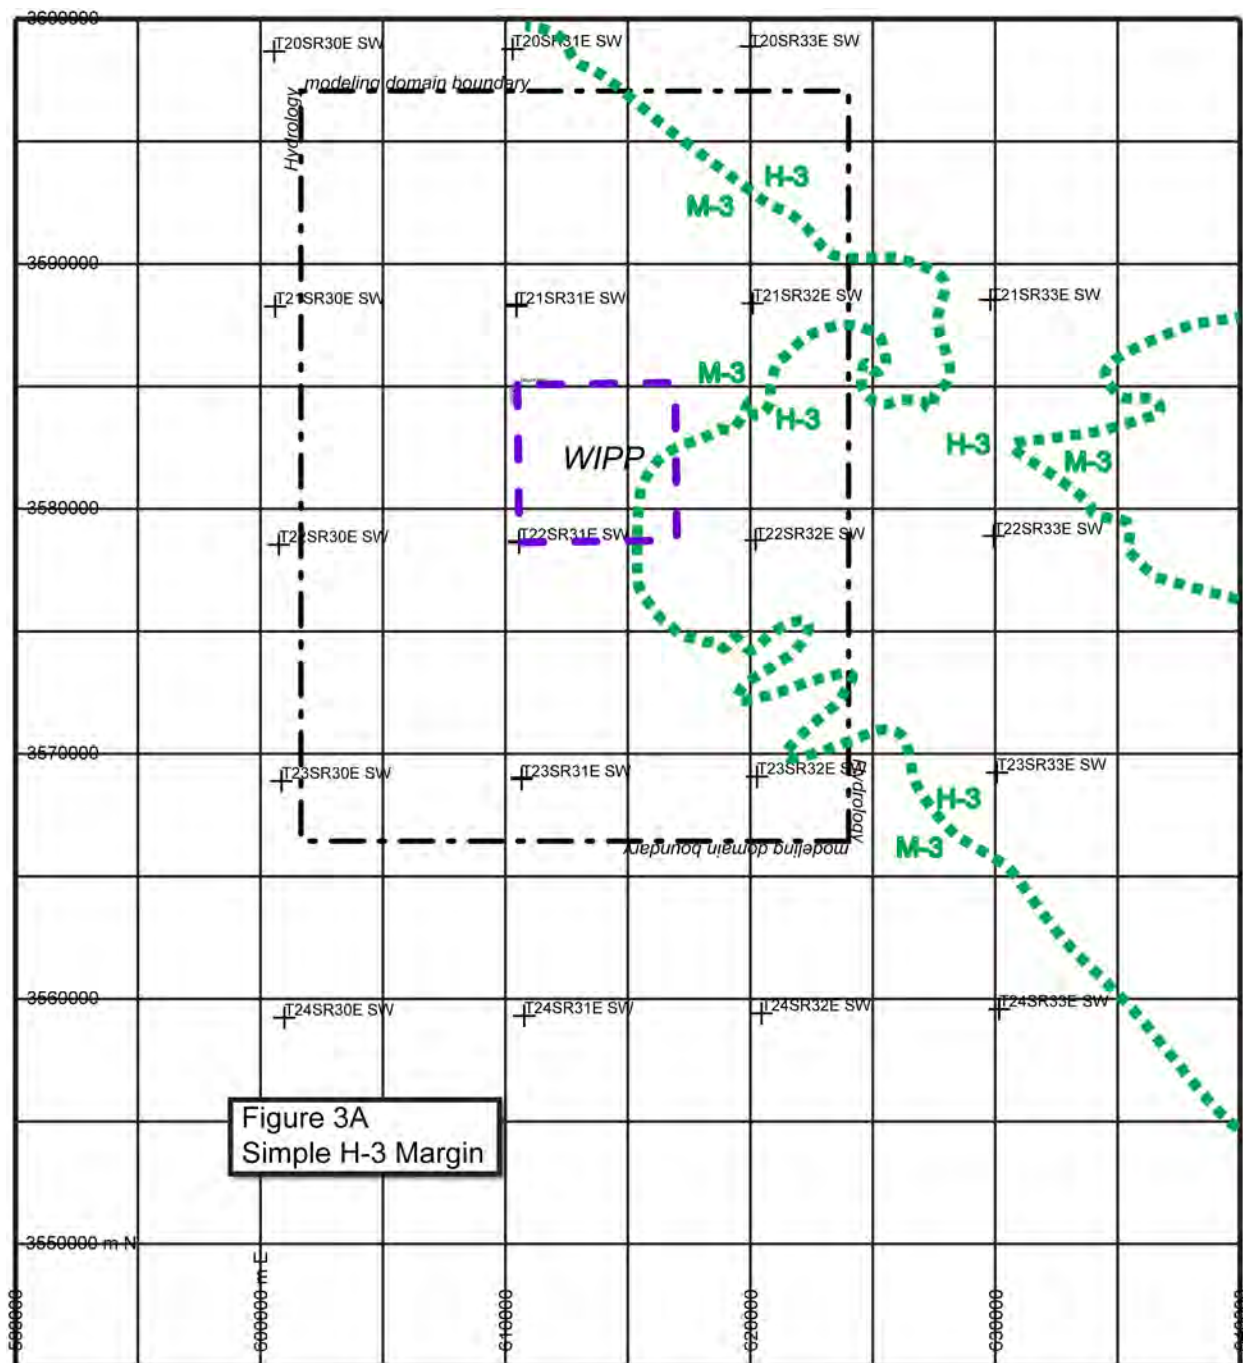 3600000
T20SR30E SW
T20SR31E SW
T20SR33E SW
modeling domain boundary
Hydrology
H-3
M-3
3590000
T21SR30E SW
T21SR31E SW
T21SR32E SW
T21SR33E SW
M-3
H-3
H-3
M-3
WIPP
3580000
T22SR30E SW
T22SR31E SW
T22SR32E SW
T22SR33E SW
3570000
T23SR30E SW
T23SR31E SW
T23SR32E SW
T23SR33E SW
Hydrology
H-3
M-3
modeling domain boundary
3560000
T24SR30E SW
T24SR31E SW
T24SR32E SW
T24SR33E SW
Figure 3A
Simple H-3 Margin
3550000 m N
600000 m E
610000
620000
630000